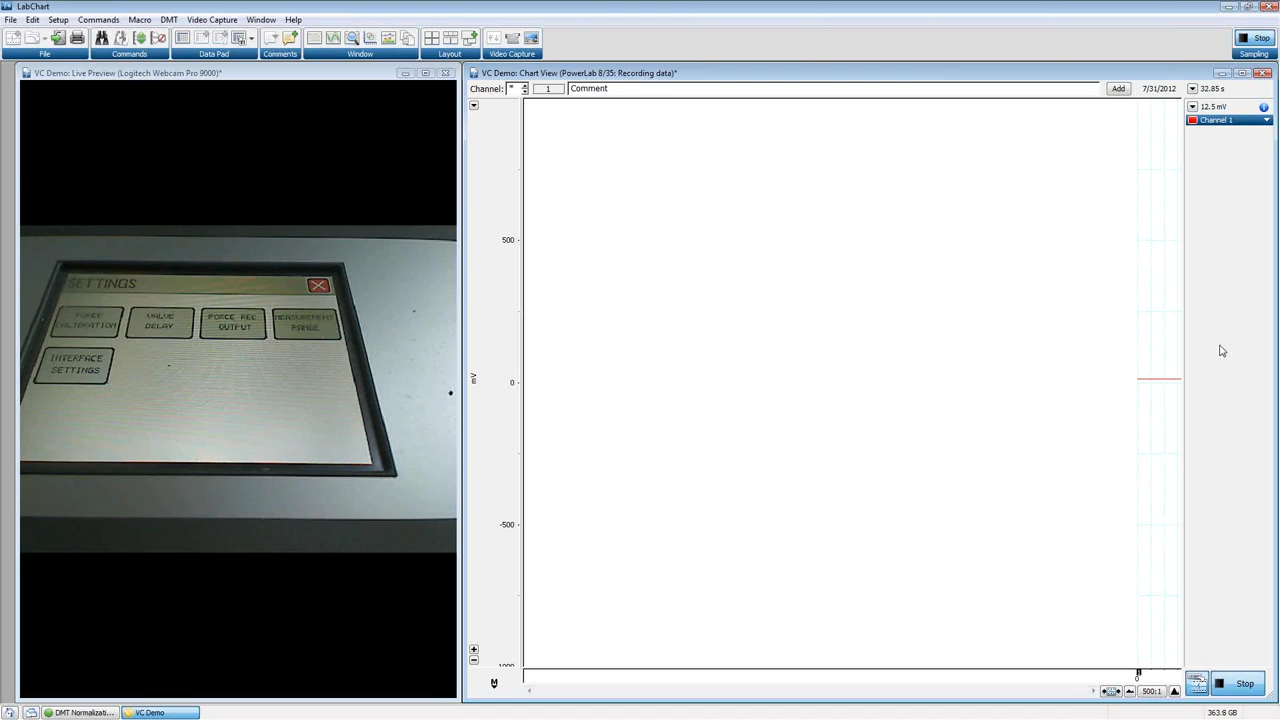 LabChart
File Edit Setup Commands Macro DMT Video Capture Window Help
File Commands Data Pad Comments Window Layout Video Capture
Stop
Sampling
VC Demo: Live Preview (Logitech Webcam Pro 9000)*
VC Demo: Chart View (PowerLab 8/35: Recording data)*
Channel: * 1 Comment Add 7/31/2012 32.85 s
12.5 mV
Channel 1
500
mV
0
-500
-1000
SETTINGS
FORCE
CALIBRATION
VALVE
DELAY
FORCE REC
OUTPUT
MEASUREMENT
RANGE
INTERFACE
SETTINGS
M
0
500:1
Stop
DMT Normalizati...
VC Demo
363.6 GB